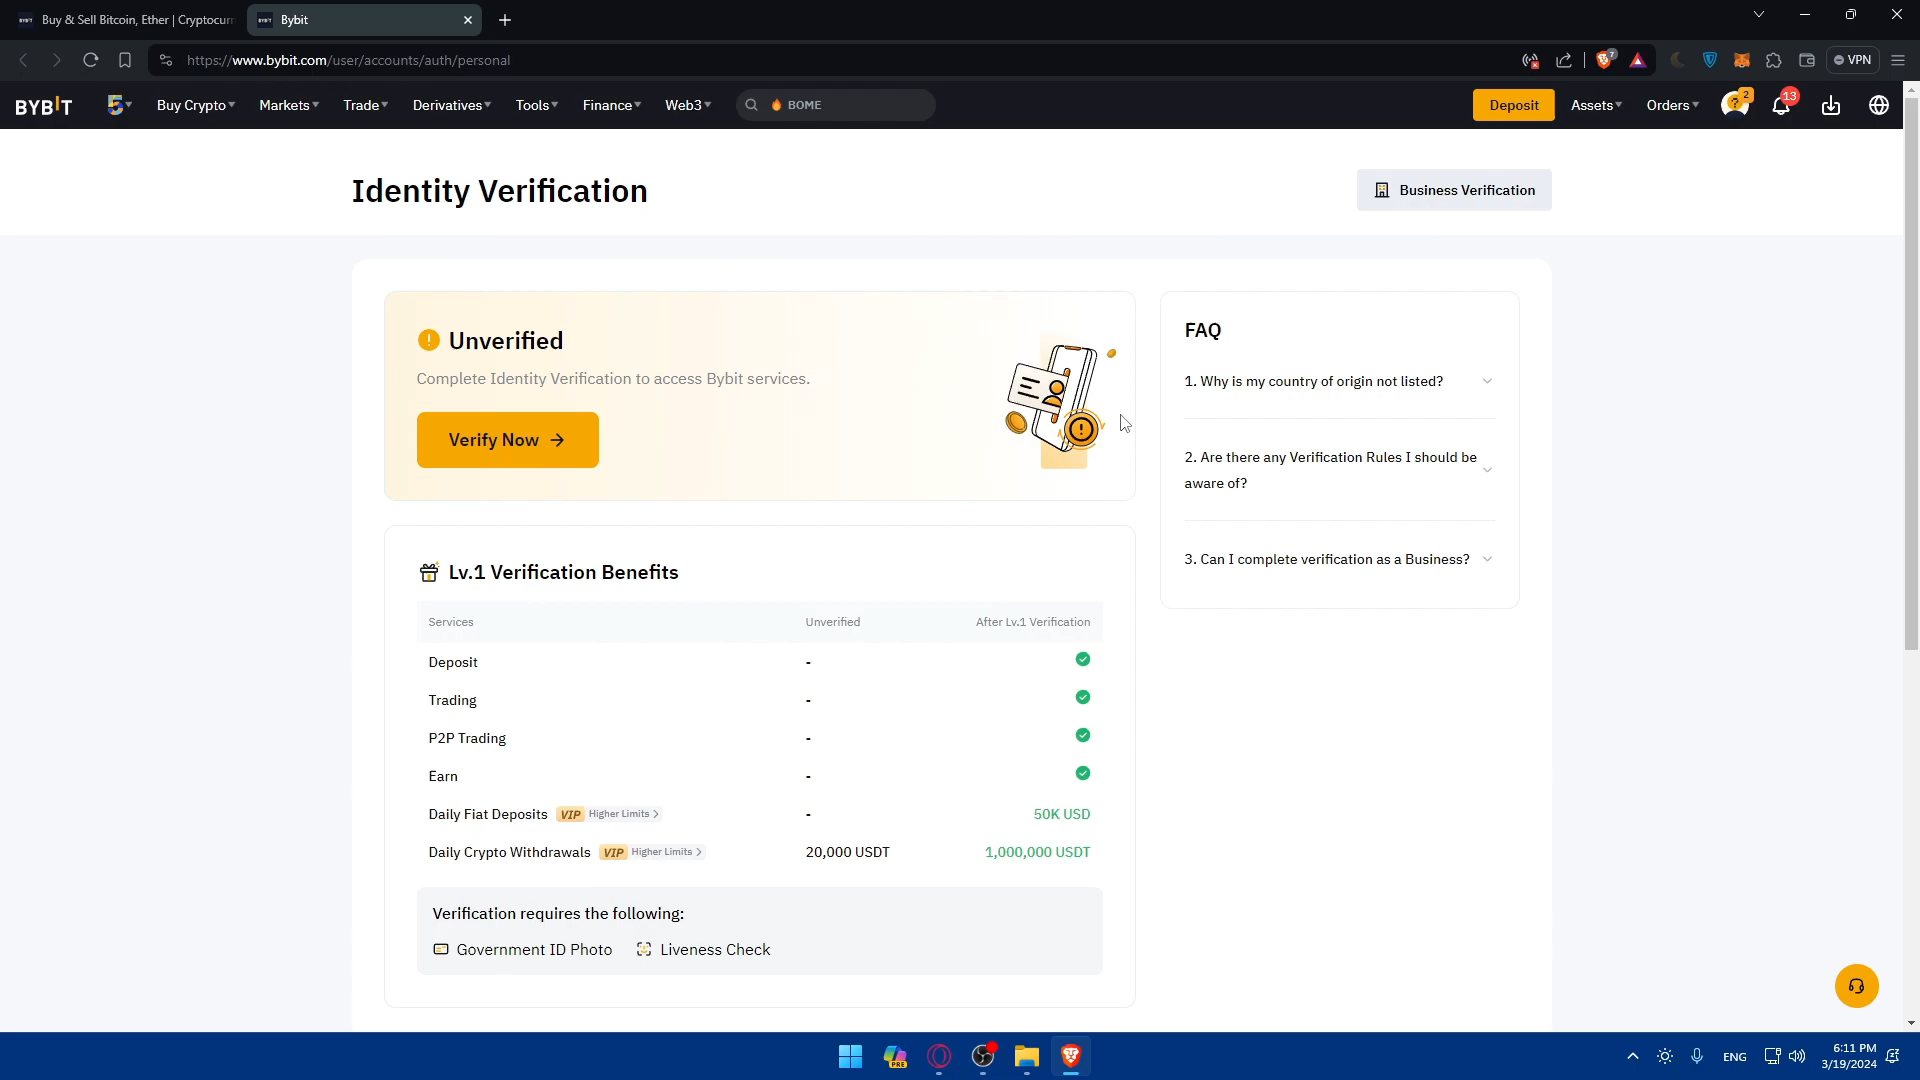 Buy & Sell Bitcoin, Ether | Cryptocurr
Bybit
https://www.bybit.com/user/accounts/auth/personal
7
VPN
BYBIT
Buy Crypto
Markets
Trade
Derivatives
Tools
Finance
Web3
BOME
Deposit
Assets
Orders
2
13
Identity Verification
Business Verification
Unverified
Complete Identity Verification to access Bybit services.
Verify Now
FAQ
1. Why is my country of origin not listed?
2. Are there any Verification Rules I should be
aware of?
3. Can I complete verification as a Business?
Lv.1 Verification Benefits
Services Unverified After Lv.1 Verification
Deposit -
Trading -
P2P Trading -
Earn -
Daily Fiat Deposits VIP Higher Limits > - 50K USD
Daily Crypto Withdrawals VIP Higher Limits > 20,000 USDT 1,000,000 USDT
Verification requires the following:
Government ID Photo Liveness Check
PRE
ENG
6:11 PM
3/19/2024